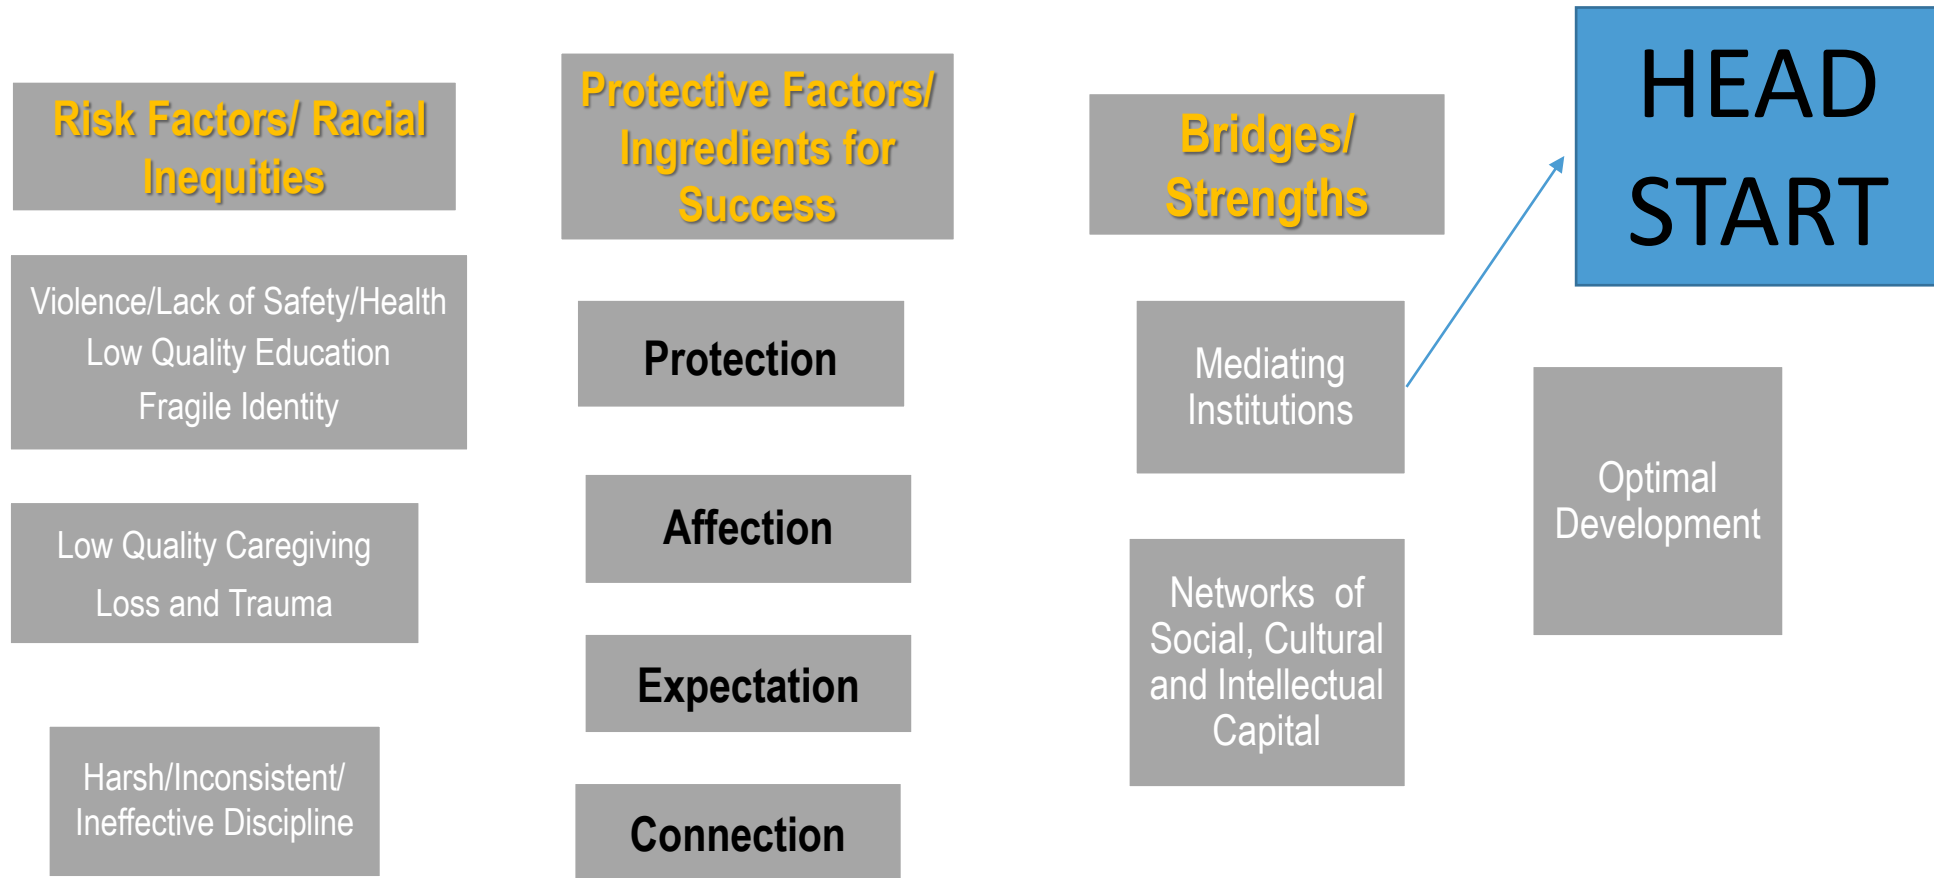 Risk Factors/ Racial
Inequities
Violence/Lack of Safety/Health
Low Quality Education
Fragile Identity
Low Quality Caregiving
Loss and Trauma
Harsh/Inconsistent/
Ineffective Discipline
Protective Factors/
Ingredients for
Success
Protection
Affection
Expectation
Connection
Bridges/
Strengths
Mediating
Institutions
Networks of
Social, Cultural
and Intellectual
Capital
HEAD
START
Optimal
Development